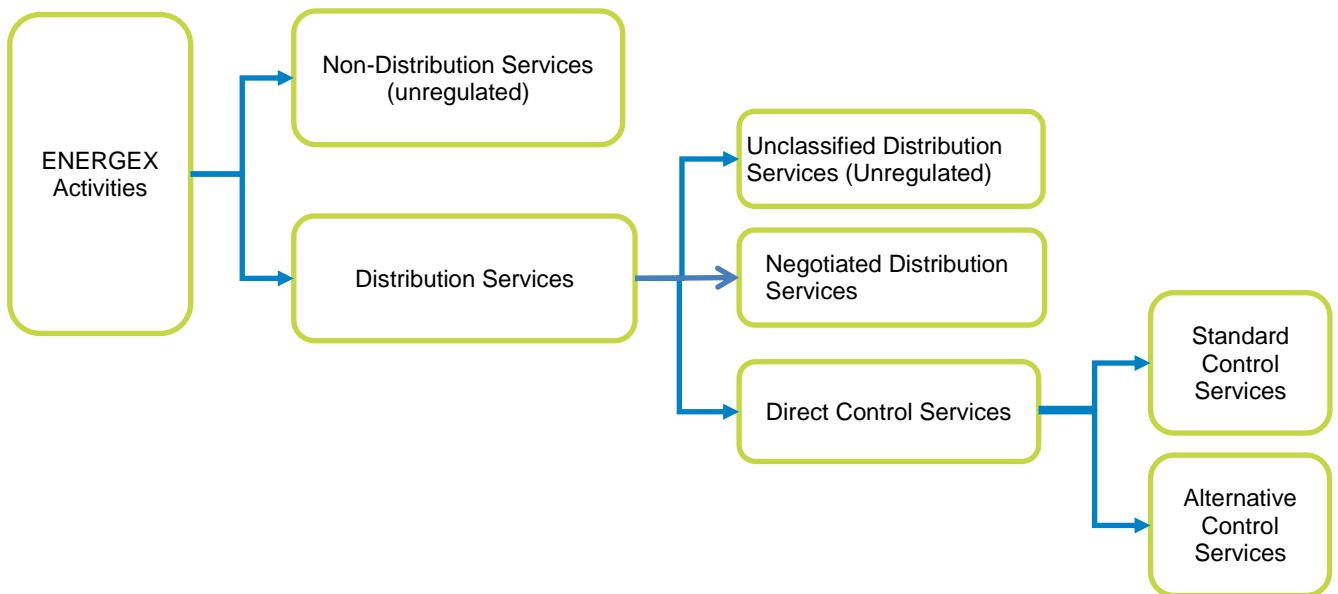 ENERGEX
Activities
Non-Distribution Services
(unregulated)
Distribution Services
Unclassified Distribution
Services (Unregulated)
Negotiated Distribution
Services
Direct Control Services
Standard
Control
Services
Alternative
Control
Services